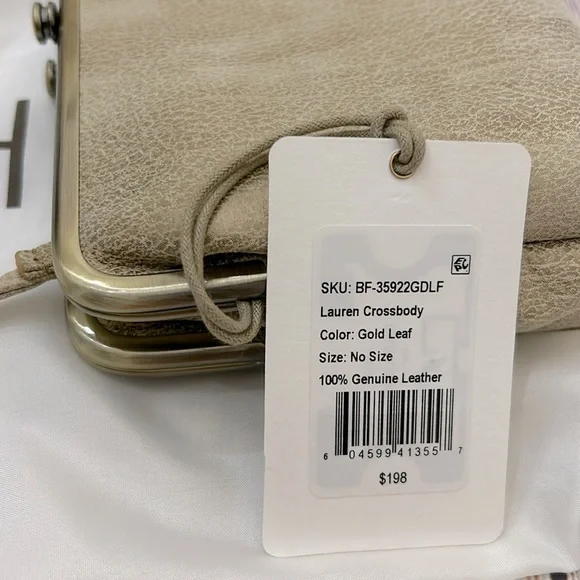 H
SKU: BF-35922GDLF
Lauren Crossbody
Color: Gold Leaf
Size: No Size
100% Genuine Leather
6 04599 41355 7
$198